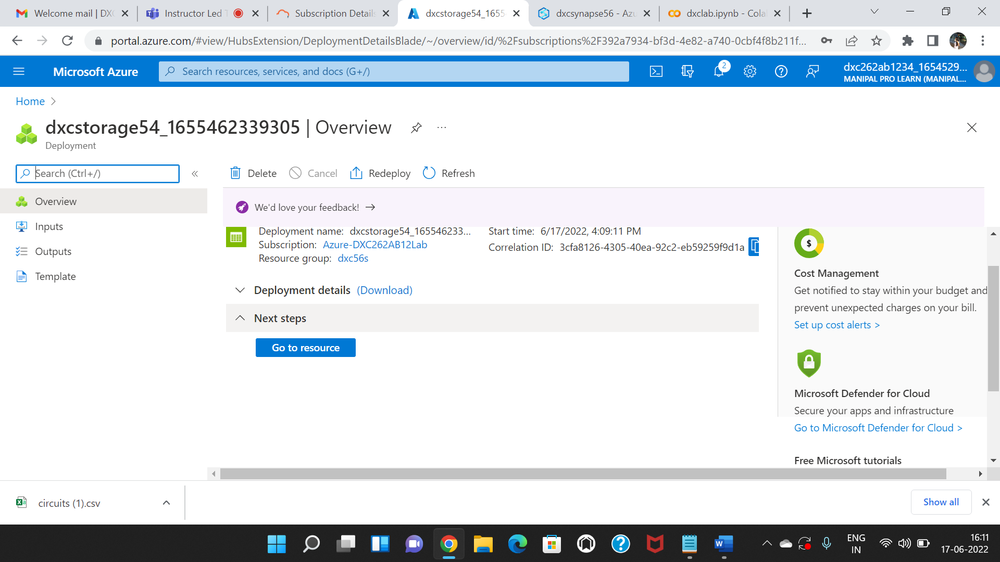 Welcome mail | DXC
Instructor Led T
Subscription Details
dxcstorage54_1655
dxcsynapse56 - Azu
dxclab.ipynb - Colab
portal.azure.com/#view/HubsExtension/DeploymentDetailsBlade/~/overview/id/%2Fsubscriptions%2F392a7934-bf3d-4e82-a740-0cbf4f8b211f...
Microsoft Azure
Search resources, services, and docs (G+/)
2
dxc262ab1234_1654529...
MANIPAL PRO LEARN (MANIPAL...
Home >
dxcstorage54_1655462339305 | Overview
...
Deployment
Search (Ctrl+/)
«
Delete
Cancel
Redeploy
Refresh
Overview
Inputs
Outputs
Template
We'd love your feedback! →
Deployment name: dxcstorage54_165546233...
Subscription: Azure-DXC262AB12Lab
Resource group: dxc56s
Start time: 6/17/2022, 4:09:11 PM
Correlation ID: 3cfa8126-4305-40ea-92c2-eb59259f9d1a
Deployment details (Download)
Next steps
Go to resource
$
Cost Management
Get notified to stay within your budget and
prevent unexpected charges on your bill.
Set up cost alerts >
Microsoft Defender for Cloud
Secure your apps and infrastructure
Go to Microsoft Defender for Cloud >
Free Microsoft tutorials
circuits (1).csv
Show all
ENG
IN
16:11
17-06-2022